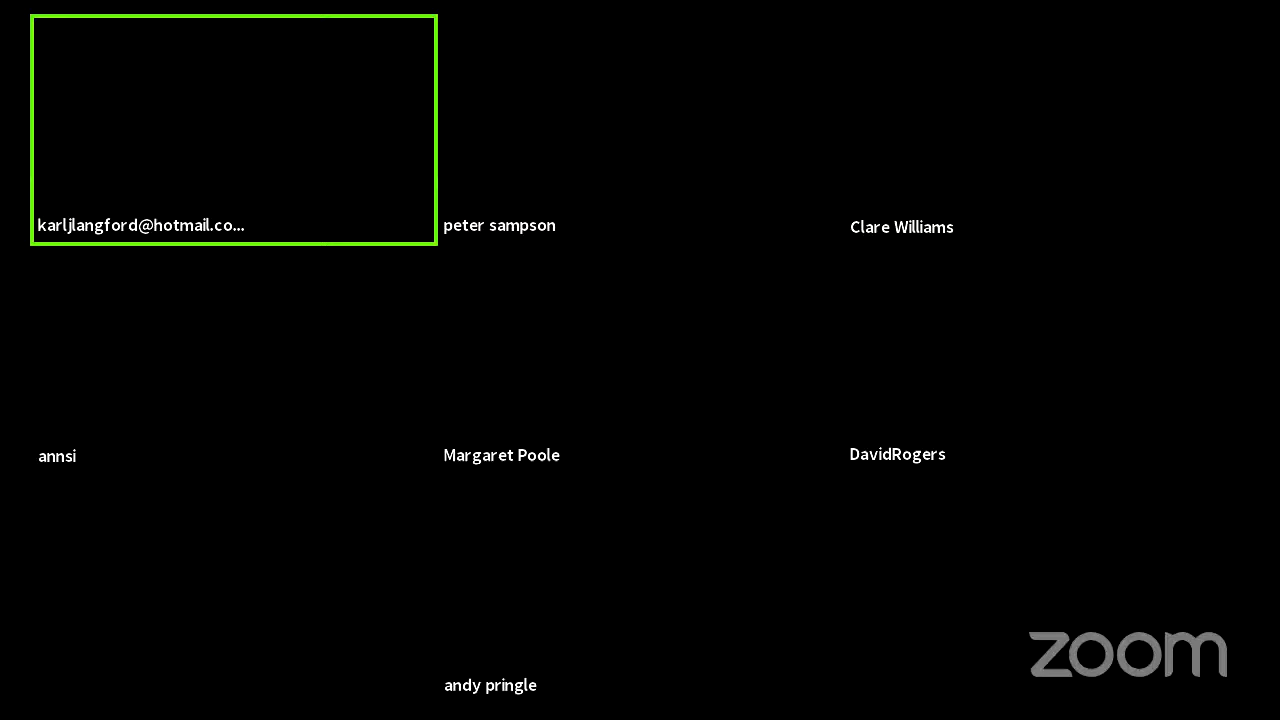 karljlangford@hotmail.co...
peter sampson
Clare Williams
annsi
Margaret Poole
DavidRogers
andy pringle
zoom